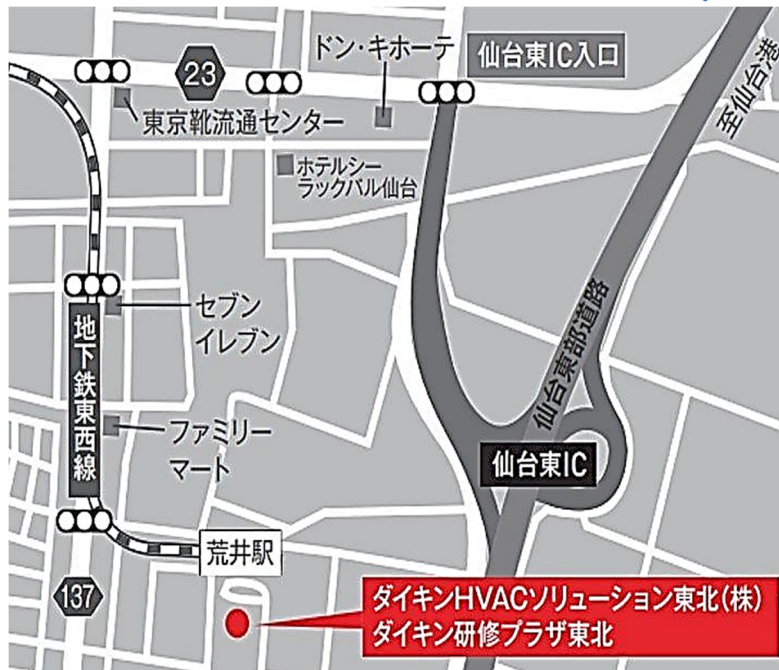 ドン・キホーテ
仙台東IC入口
23
至仙台港
東京靴流通センター
ホテルシー
ラックパル仙台
セブン
イレブン
地下鉄東西線
仙台東部道路
ファミリー
マート
仙台東IC
荒井駅
137
ダイキンHVACソリューション東北(株)
ダイキン研修プラザ東北